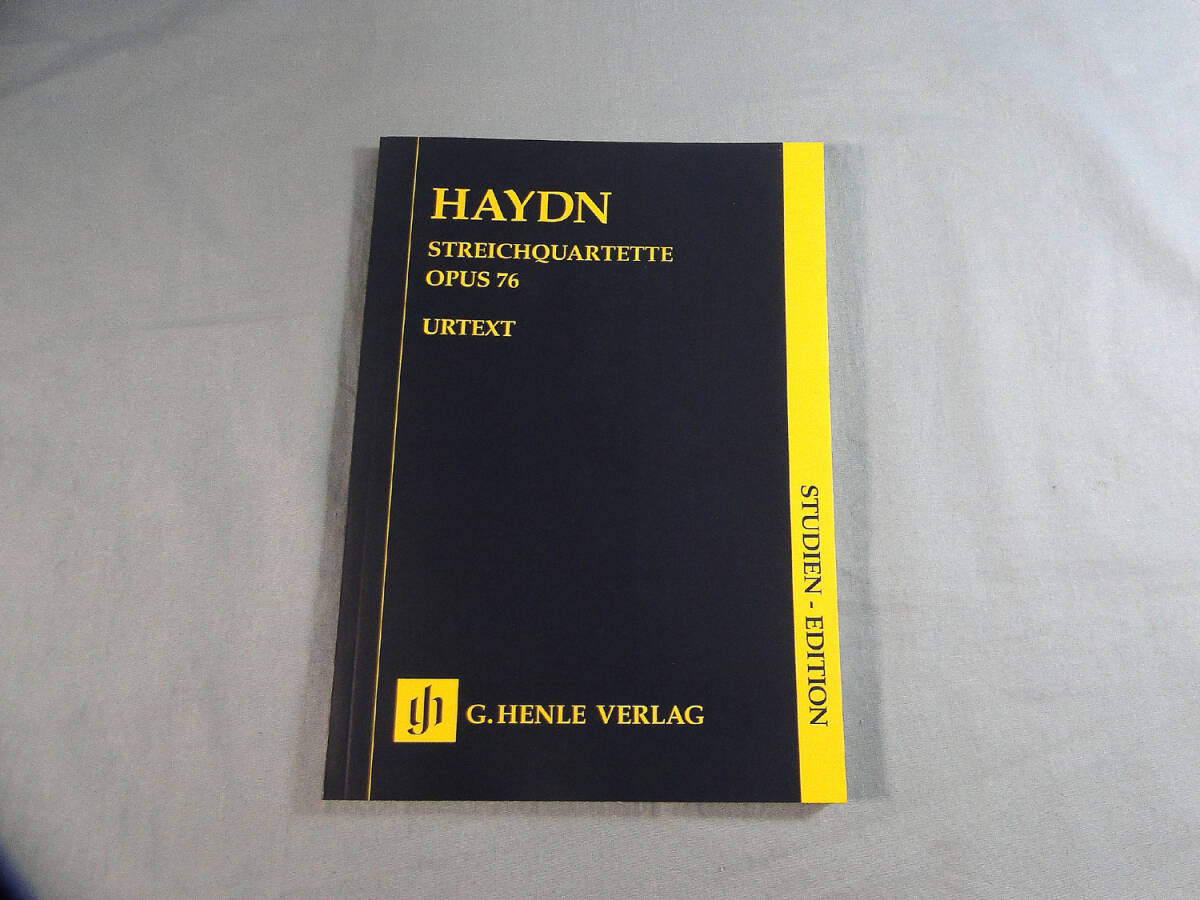 HAYDN
STREICHQUARTETTE
OPUS 76
URTEXT
STUDIEN - EDITION
G. HENLE VERLAG